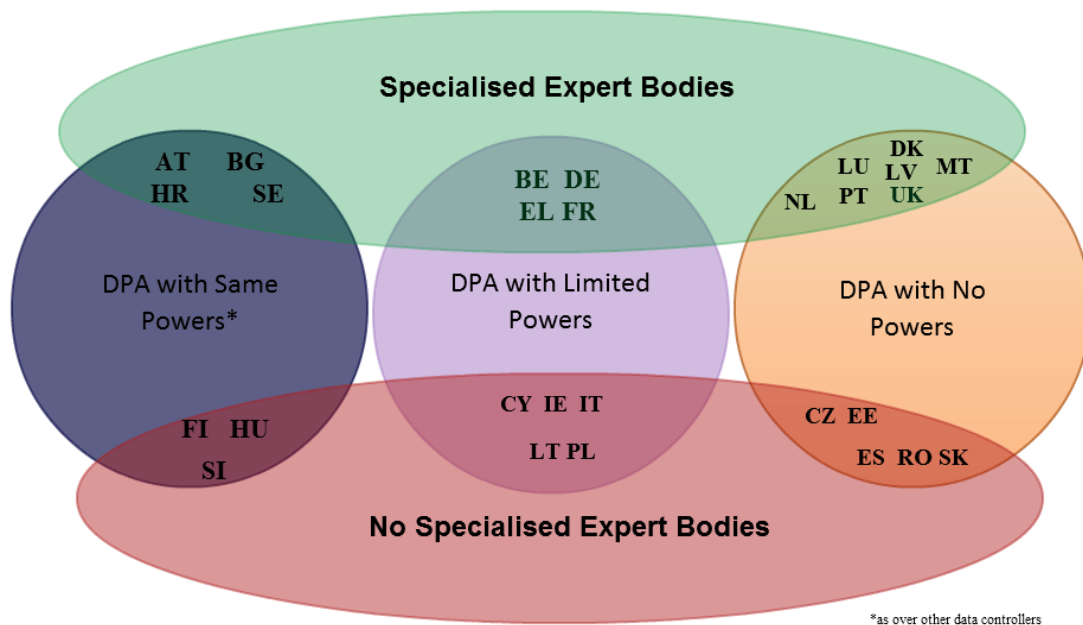 Specialised Expert Bodies
AT BG
HR SE
BE DE
EL FR
DK
LU LV MT
NL PT UK
DPA with Same
Powers*
DPA with Limited
Powers
DPA with No
Powers
FI HU
SI
CY IE IT
LT PL
CZ EE
ES RO SK
No Specialised Expert Bodies
*as over other data controllers